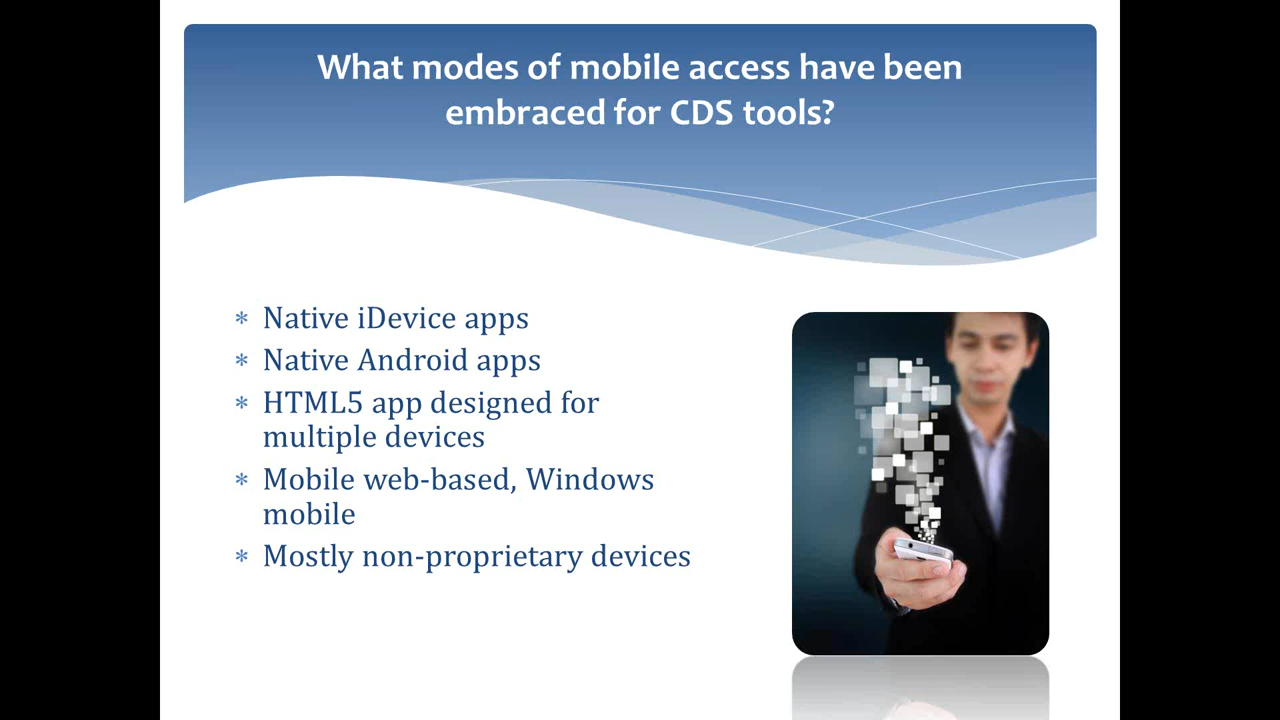 What modes of mobile access have been
embraced for CDS tools?
* Native iDevice apps
* Native Android apps
* HTML5 app designed for
multiple devices
* Mobile web-based, Windows
mobile
* Mostly non-proprietary devices